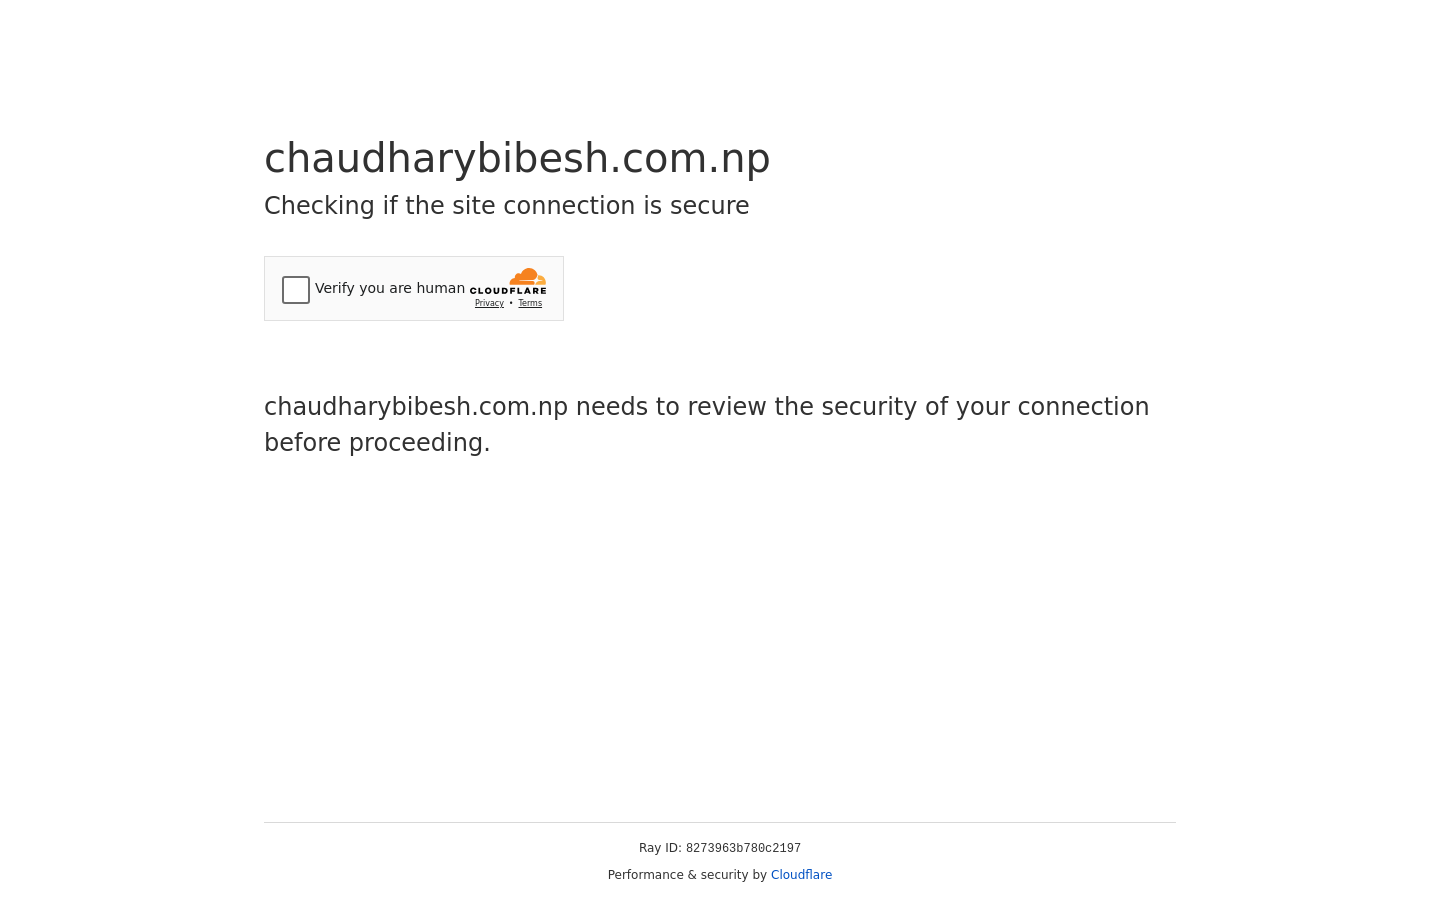 chaudharybibesh.com.np
Checking if the site connection is secure
Verify you are human
CLOUDFLARE
Privacy • Terms
chaudharybibesh.com.np needs to review the security of your connection
before proceeding.
Ray ID: 8273963b780c2197
Performance & security by Cloudflare